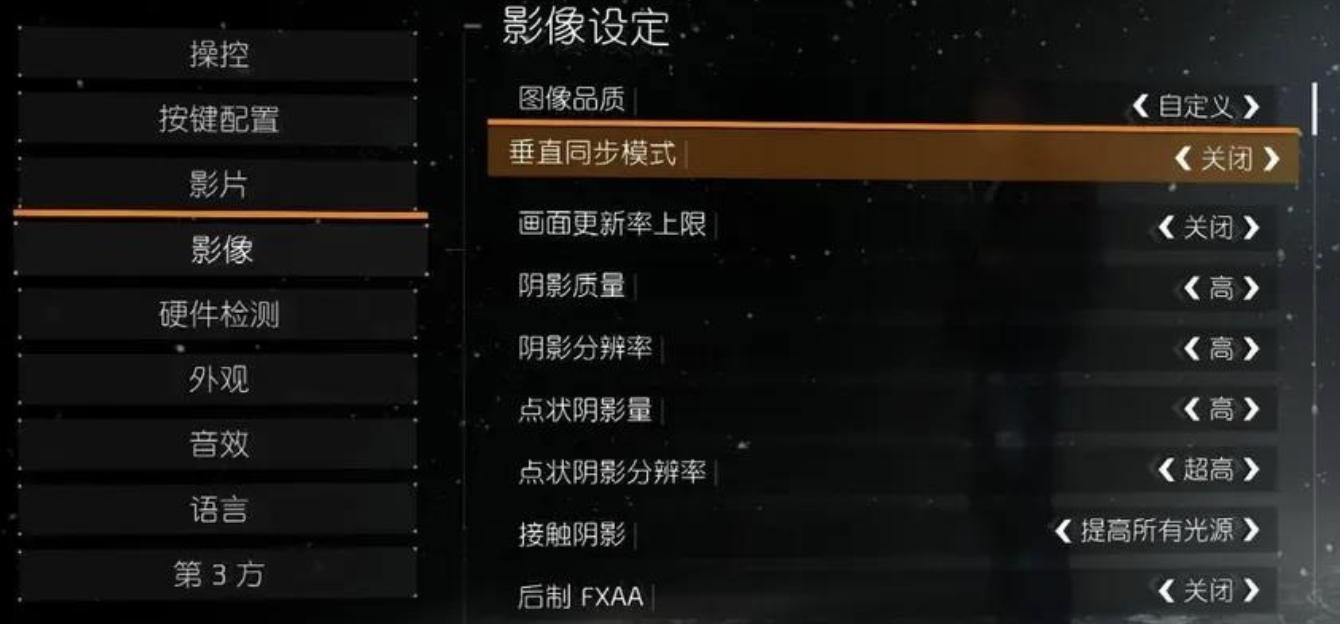 操控
按键配置
影片
影像
硬件检测
外观
音效
语言
第 3 方
影像设定
图像品质
自定义
垂直同步模式
关闭
画面更新率上限
关闭
阴影质量
高
阴影分辨率
高
点状阴影量
高
点状阴影分辨率
超高
接触阴影
提高所有光源
后制 FXAA
关闭